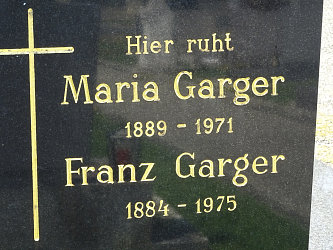 Hier ruht
Maria Garger
1889 - 1971
Franz Garger
1884 - 1975